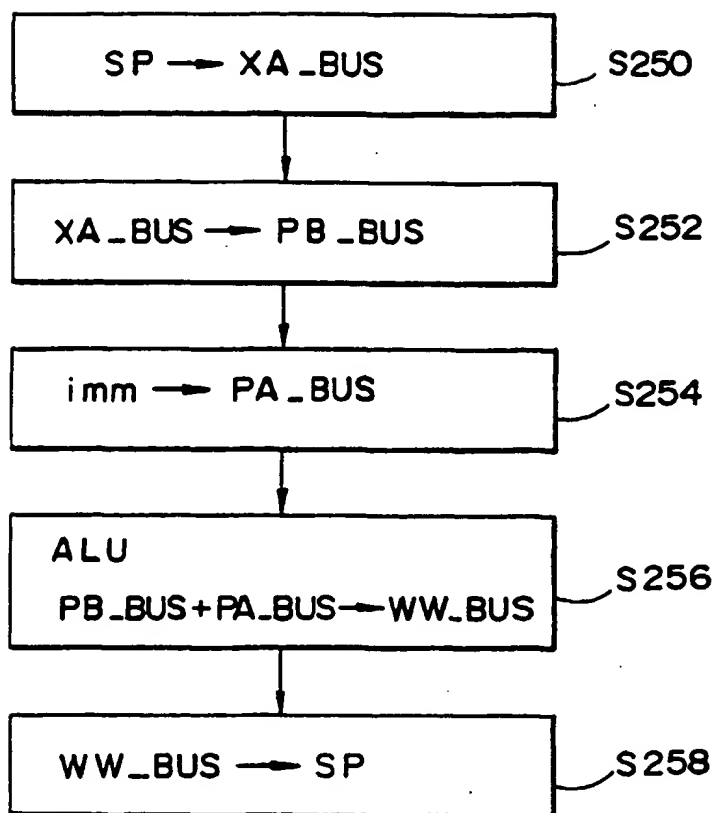 SP → XA_BUS S250
XA_BUS → PB_BUS S252
imm → PA_BUS S254
ALU
PB_BUS+PA_BUS→WW_BUS S256
WW_BUS → SP S258